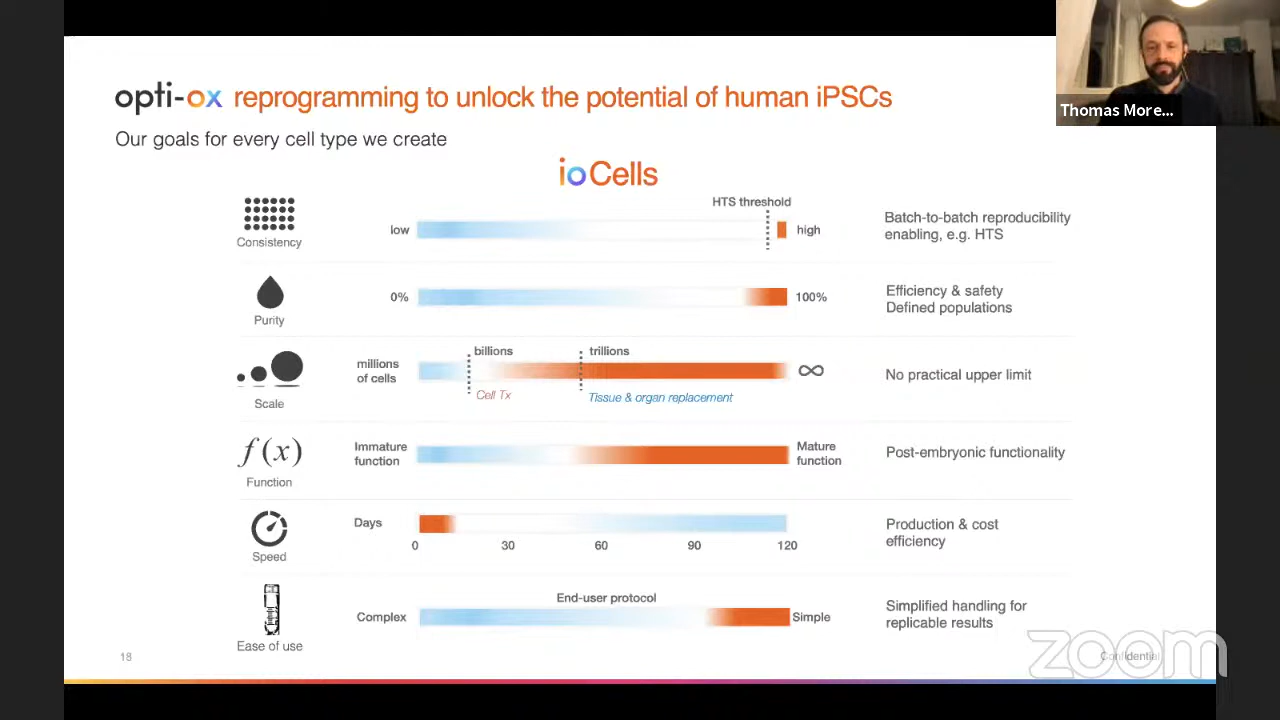 Thomas More...
opti-ox reprogramming to unlock the potential of human iPSCs
Our goals for every cell type we create
ioCells
Consistency
low
HTS threshold
high
Batch-to-batch reproducibility
enabling, e.g. HTS
Purity
0%
100%
Efficiency & safety
Defined populations
Scale
millions
of cells
billions
trillions
Cell Tx
Tissue & organ replacement
∞
No practical upper limit
f(x)
Function
Immature
function
Mature
function
Post-embryonic functionality
Speed
Days
0 30 60 90 120
Production & cost
efficiency
Ease of use
Complex
End-user protocol
Simple
Simplified handling for
replicable results
18
Confidential
zoom